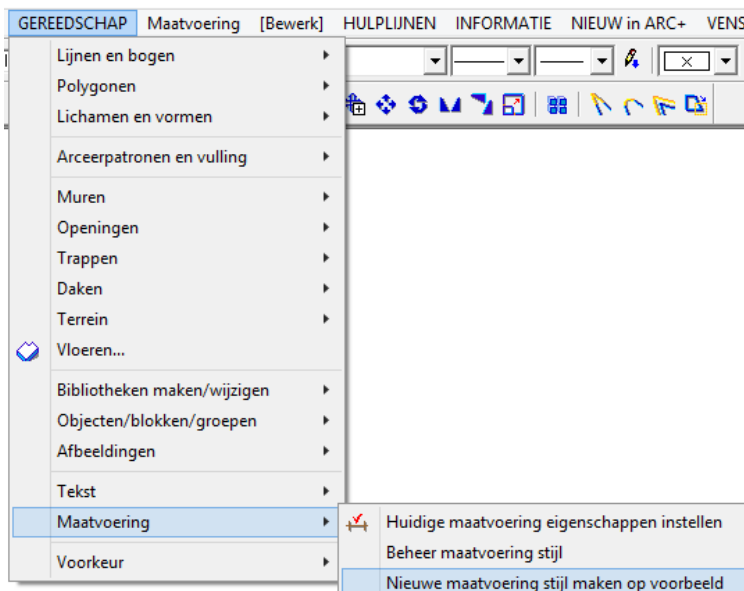 GEREEDSCHAP Maatvoering [Bewerk] HULPLIJNEN INFORMATIE NIEUW in ARC+ VENS
Lijnen en bogen
Polygonen
Lichamen en vormen
Arceerpatronen en vulling
Muren
Openingen
Trappen
Daken
Terrein
Vloeren...
Bibliotheken maken/wijzigen
Objecten/blokken/groepen
Afbeeldingen
Tekst
Maatvoering
Voorkeur
Huidige maatvoering eigenschappen instellen
Beheer maatvoering stijl
Nieuwe maatvoering stijl maken op voorbeeld